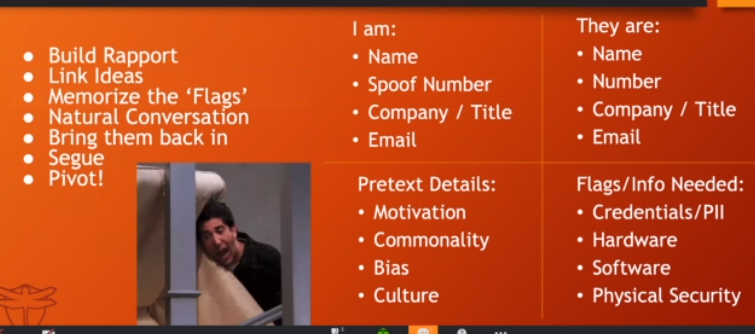 Build Rapport
Link Ideas
Memorize the ‘Flags’
Natural Conversation
Bring them back in
Segue
Pivot!
I am:
Name
Spoof Number
Company / Title
Email
They are:
Name
Number
Company / Title
Email
Pretext Details:
Motivation
Commonality
Bias
Culture
Flags/Info Needed:
Credentials/PII
Hardware
Software
Physical Security